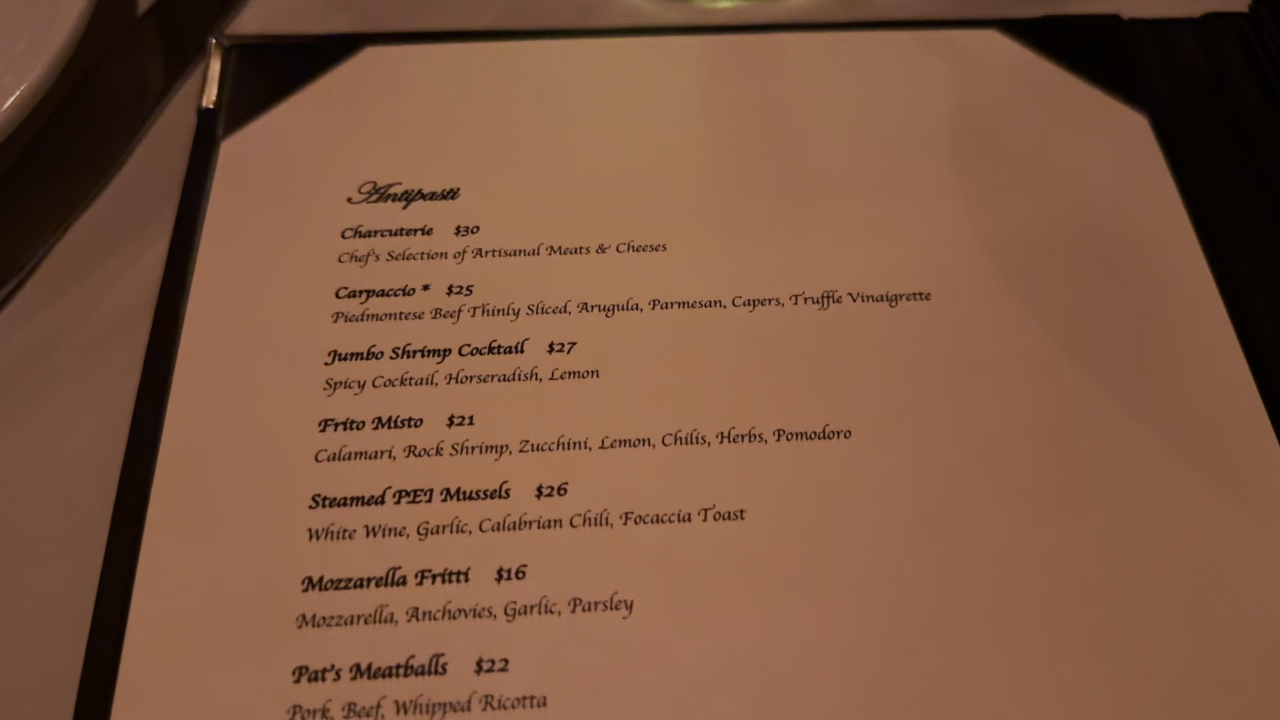 Antipasti
Charcuterie $30
Chef's Selection of Artisanal Meats & Cheeses
Carpaccio * $25
Piedmontese Beef Thinly Sliced, Arugula, Parmesan, Capers, Truffle Vinaigrette
Jumbo Shrimp Cocktail $27
Spicy Cocktail, Horseradish, Lemon
Frito Misto $21
Calamari, Rock Shrimp, Zucchini, Lemon, Chilis, Herbs, Pomodoro
Steamed PEI Mussels $26
White Wine, Garlic, Calabrian Chili, Focaccia Toast
Mozzarella Fritti $16
Mozzarella, Anchovies, Garlic, Parsley
Pat's Meatballs $22
Pork, Beef, Whipped Ricotta